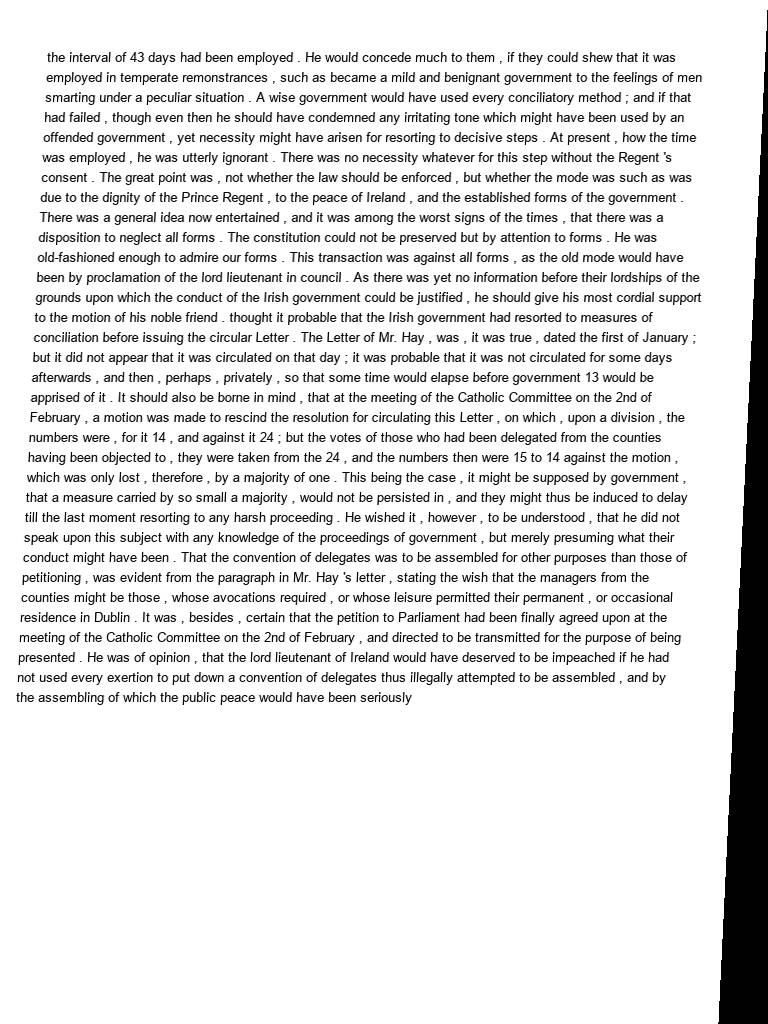 the interval of 43 days had been employed . He would concede much to them , if they could shew that it was
employed in temperate remonstrances , such as became a mild and benignant government to the feelings of men
smarting under a peculiar situation . A wise government would have used every conciliatory method ; and if that
had failed , though even then he should have condemned any irritating tone which might have been used by an
offended government , yet necessity might have arisen for resorting to decisive steps . At present , how the time
was employed , he was utterly ignorant . There was no necessity whatever for this step without the Regent 's
consent . The great point was , not whether the law should be enforced , but whether the mode was such as was
due to the dignity of the Prince Regent , to the peace of Ireland , and the established forms of the government .
There was a general idea now entertained , and it was among the worst signs of the times , that there was a
disposition to neglect all forms . The constitution could not be preserved but by attention to forms . He was
old-fashioned enough to admire our forms . This transaction was against all forms , as the old mode would have
been by proclamation of the lord lieutenant in council . As there was yet no information before their lordships of the
grounds upon which the conduct of the Irish government could be justified , he should give his most cordial support
to the motion of his noble friend . thought it probable that the Irish government had resorted to measures of
conciliation before issuing the circular Letter . The Letter of Mr. Hay , was , it was true , dated the first of January ;
but it did not appear that it was circulated on that day ; it was probable that it was not circulated for some days
afterwards , and then , perhaps , privately , so that some time would elapse before government 13 would be
apprised of it . It should also be borne in mind , that at the meeting of the Catholic Committee on the 2nd of
February , a motion was made to rescind the resolution for circulating this Letter , on which , upon a division , the
numbers were , for it 14 , and against it 24 ; but the votes of those who had been delegated from the counties
having been objected to , they were taken from the 24 , and the numbers then were 15 to 14 against the motion ,
which was only lost , therefore , by a majority of one . This being the case , it might be supposed by government ,
that a measure carried by so small a majority , would not be persisted in , and they might thus be induced to delay
till the last moment resorting to any harsh proceeding . He wished it , however , to be understood , that he did not
speak upon this subject with any knowledge of the proceedings of government , but merely presuming what their
conduct might have been . That the convention of delegates was to be assembled for other purposes than those of
petitioning , was evident from the paragraph in Mr. Hay 's letter , stating the wish that the managers from the
counties might be those , whose avocations required , or whose leisure permitted their permanent , or occasional
residence in Dublin . It was , besides , certain that the petition to Parliament had been finally agreed upon at the
meeting of the Catholic Committee on the 2nd of February , and directed to be transmitted for the purpose of being
presented . He was of opinion , that the lord lieutenant of Ireland would have deserved to be impeached if he had
not used every exertion to put down a convention of delegates thus illegally attempted to be assembled , and by
the assembling of which the public peace would have been seriously